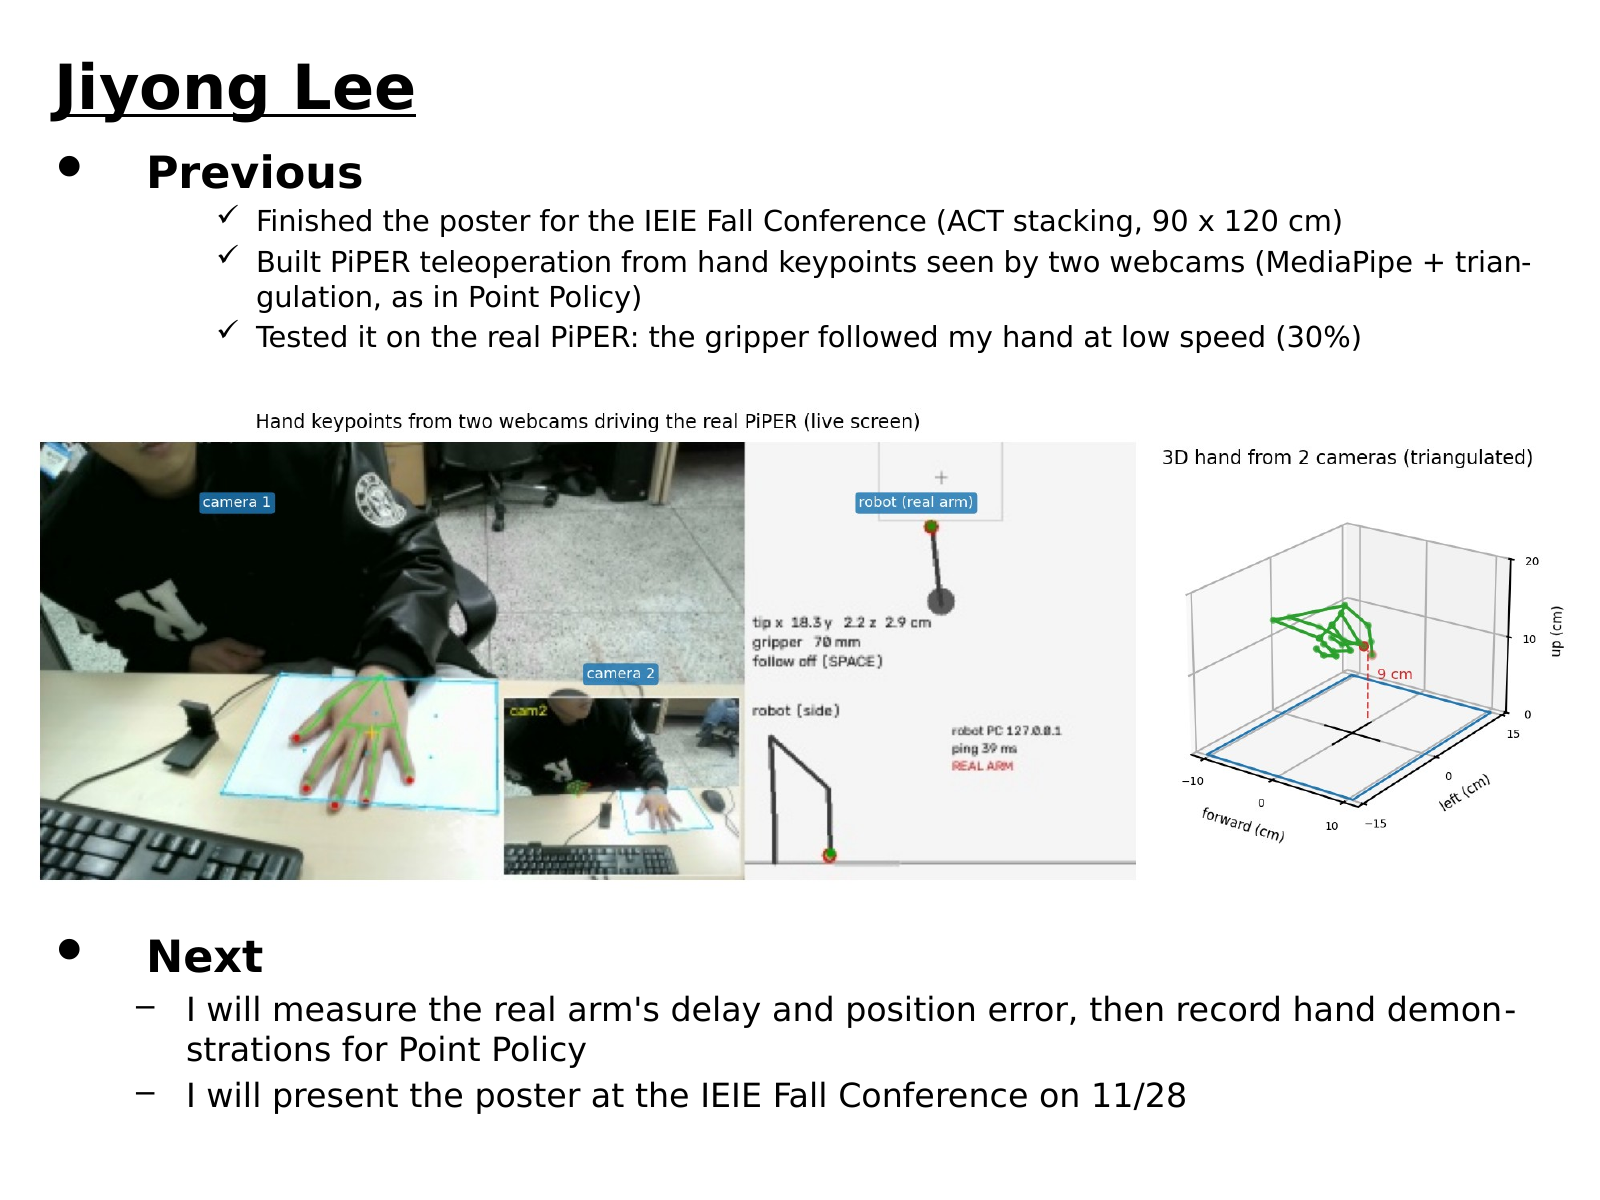 Jiyong Lee
• Previous
✓ Finished the poster for the IEIE Fall Conference (ACT stacking, 90 x 120 cm)
✓ Built PiPER teleoperation from hand keypoints seen by two webcams (MediaPipe + trian-
gulation, as in Point Policy)
✓ Tested it on the real PiPER: the gripper followed my hand at low speed (30%)
Hand keypoints from two webcams driving the real PiPER (live screen)
camera 1
camera 2
cam2
robot (real arm)
tip x 18.3 y 2.2 z 2.9 cm
gripper 70 mm
follow off [SPACE]
robot (side)
robot PC 127.0.0.1
ping 39 ms
REAL ARM
3D hand from 2 cameras (triangulated)
20
10
0
up (cm)
9 cm
15
0
−15
left (cm)
−10
0
10
forward (cm)
• Next
– I will measure the real arm's delay and position error, then record hand demon-
strations for Point Policy
– I will present the poster at the IEIE Fall Conference on 11/28